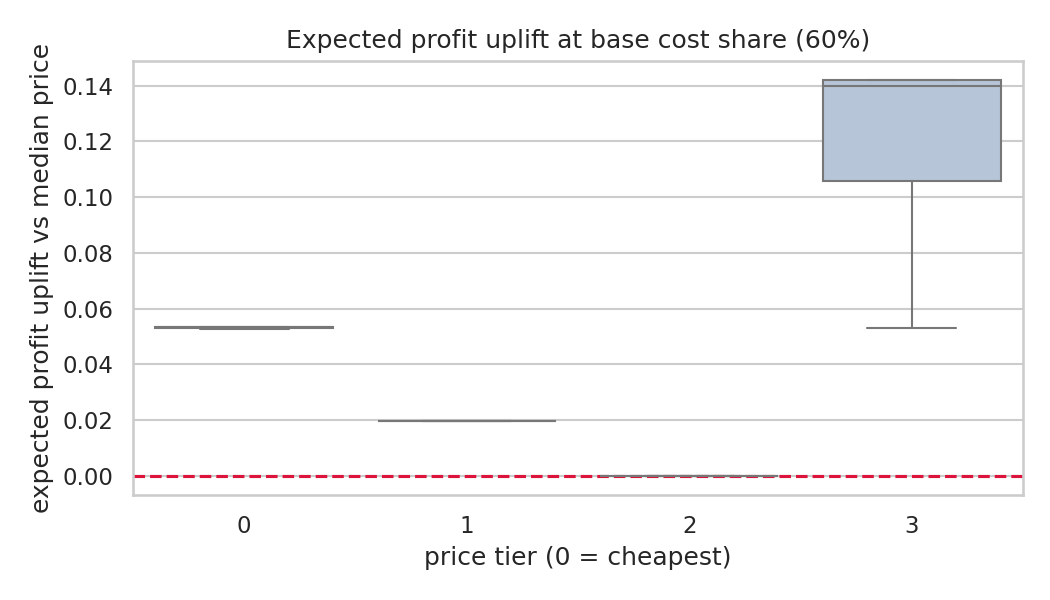 Expected profit uplift at base cost share (60%)
expected profit uplift vs median price
0.14
0.12
0.10
0.08
0.06
0.04
0.02
0.00
0 1 2 3
price tier (0 = cheapest)